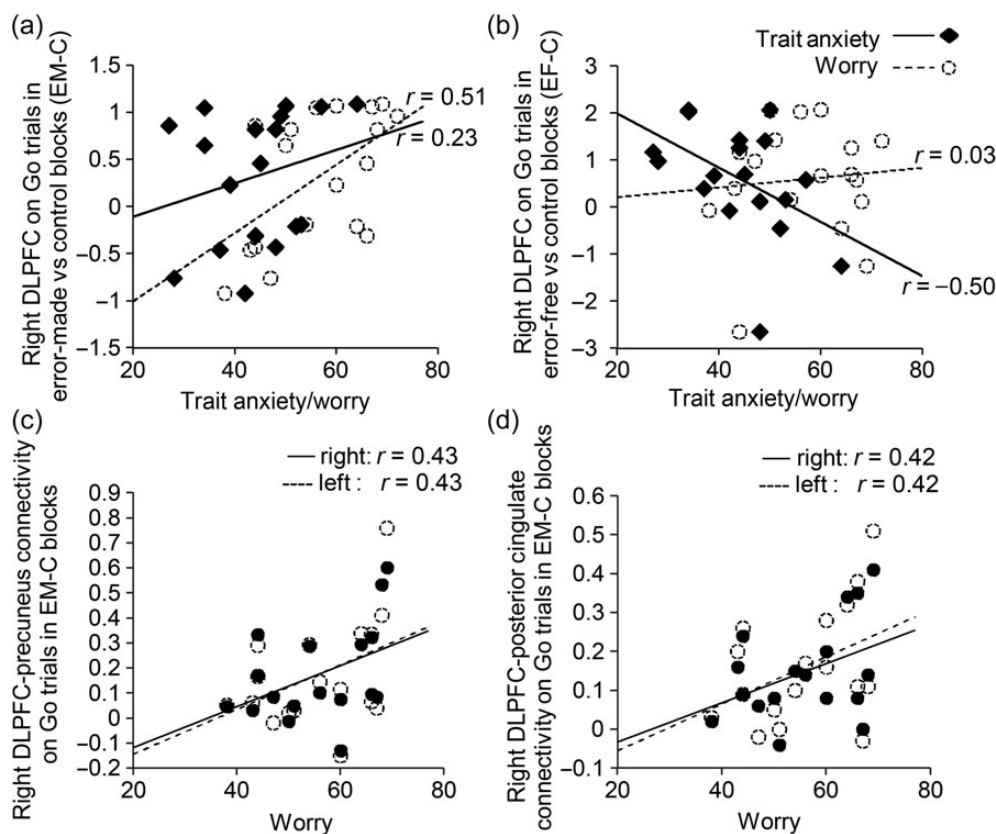 (a)
Right DLPFC on Go trials in
error-made vs control blocks (EM-C)
1.5
1
0.5
0
−0.5
−1
−1.5
20 40 60 80
Trait anxiety/worry
r = 0.51
r = 0.23
(b)
Trait anxiety
Worry
Right DLPFC on Go trials in
error-free vs control blocks (EF-C)
3
2
1
0
−1
−2
−3
20 40 60 80
Trait anxiety/worry
r = 0.03
r = −0.50
(c)
right: r = 0.43
left : r = 0.43
Right DLPFC-precuneus connectivity
on Go trials in EM-C blocks
0.9
0.8
0.7
0.6
0.5
0.4
0.3
0.2
0.1
0
−0.1
−0.2
20 40 60 80
Worry
(d)
right: r = 0.42
left : r = 0.42
Right DLPFC-posterior cingulate
connectivity on Go trials in EM-C blocks
0.6
0.5
0.4
0.3
0.2
0.1
0
−0.1
20 40 60 80
Worry